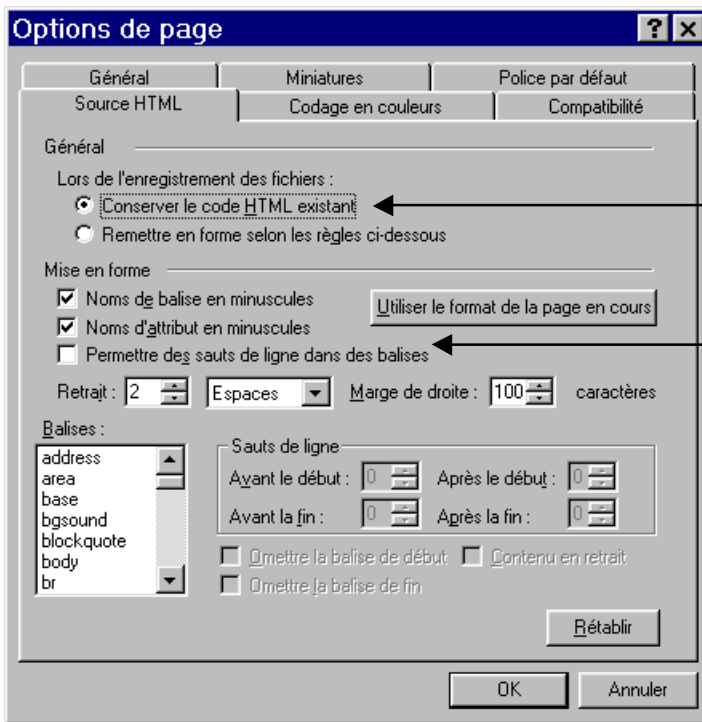 Options de page
Général Miniatures Police par défaut
Source HTML Codage en couleurs Compatibilité
Général
Lors de l'enregistrement des fichiers :
Conserver le code HTML existant
Remettre en forme selon les règles ci-dessous
Mise en forme
Noms de balise en minuscules
Utiliser le format de la page en cours
Noms d'attribut en minuscules
Permettre des sauts de ligne dans des balises
Retrait : 2 Espaces Marge de droite : 100 caractères
Balises :
address
area
base
bgsound
blockquote
body
br
Sauts de ligne
Avant le début : 0 Après le début : 0
Avant la fin : 0 Après la fin : 0
Omettre la balise de début Contenu en retrait
Omettre la balise de fin
Rétablir
OK Annuler